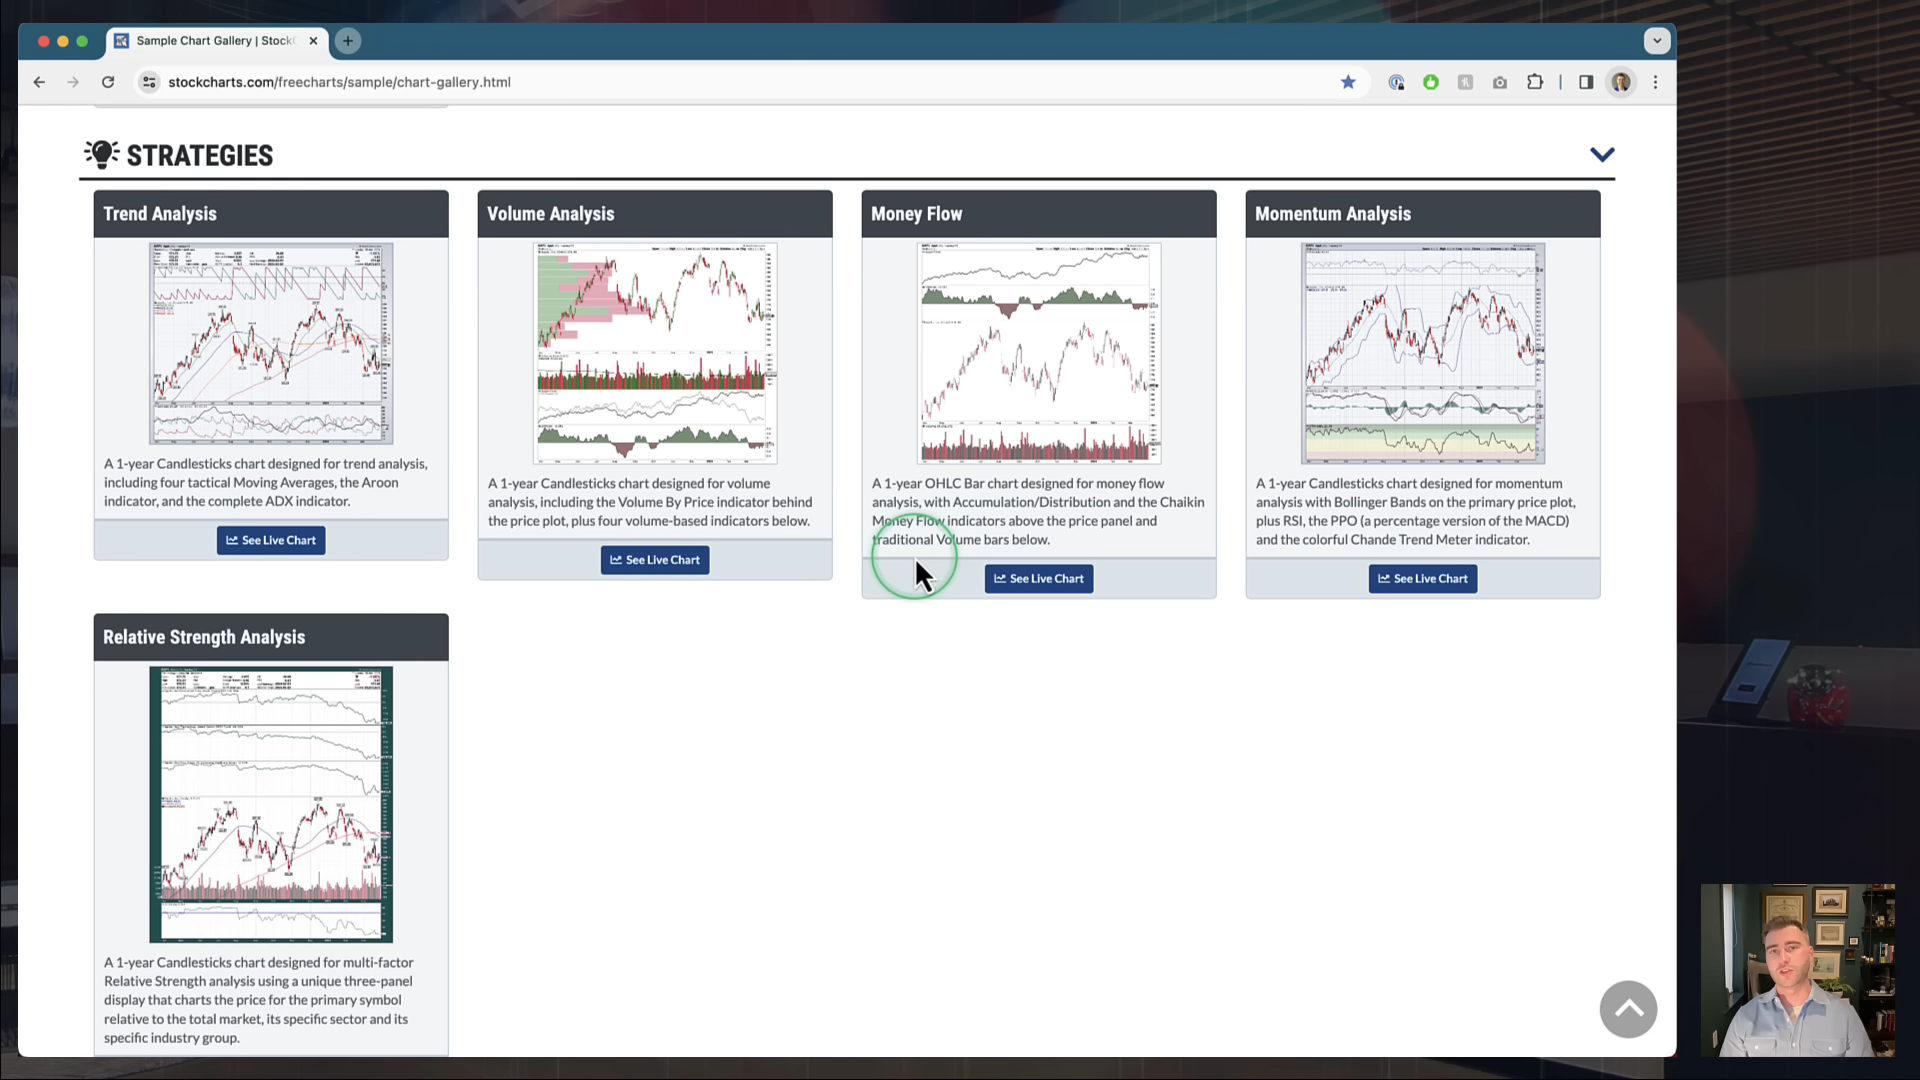 Sample Chart Gallery | Stock
stockcharts.com/freecharts/sample/chart-gallery.html
STRATEGIES
Trend Analysis
A 1-year Candlesticks chart designed for trend analysis,
including four tactical Moving Averages, the Aroon
indicator, and the complete ADX indicator.
See Live Chart
Volume Analysis
A 1-year Candlesticks chart designed for volume
analysis, including the Volume By Price indicator behind
the price plot, plus four volume-based indicators below.
See Live Chart
Money Flow
A 1-year OHLC Bar chart designed for money flow
analysis, with Accumulation/Distribution and the Chaikin
Money Flow indicators above the price panel and
traditional Volume bars below.
See Live Chart
Momentum Analysis
A 1-year Candlesticks chart designed for momentum
analysis with Bollinger Bands on the primary price plot,
plus RSI, the PPO (a percentage version of the MACD)
and the colorful Chande Trend Meter indicator.
See Live Chart
Relative Strength Analysis
A 1-year Candlesticks chart designed for multi-factor
Relative Strength analysis using a unique three-panel
display that charts the price for the primary symbol
relative to the total market, its specific sector and its
specific industry group.